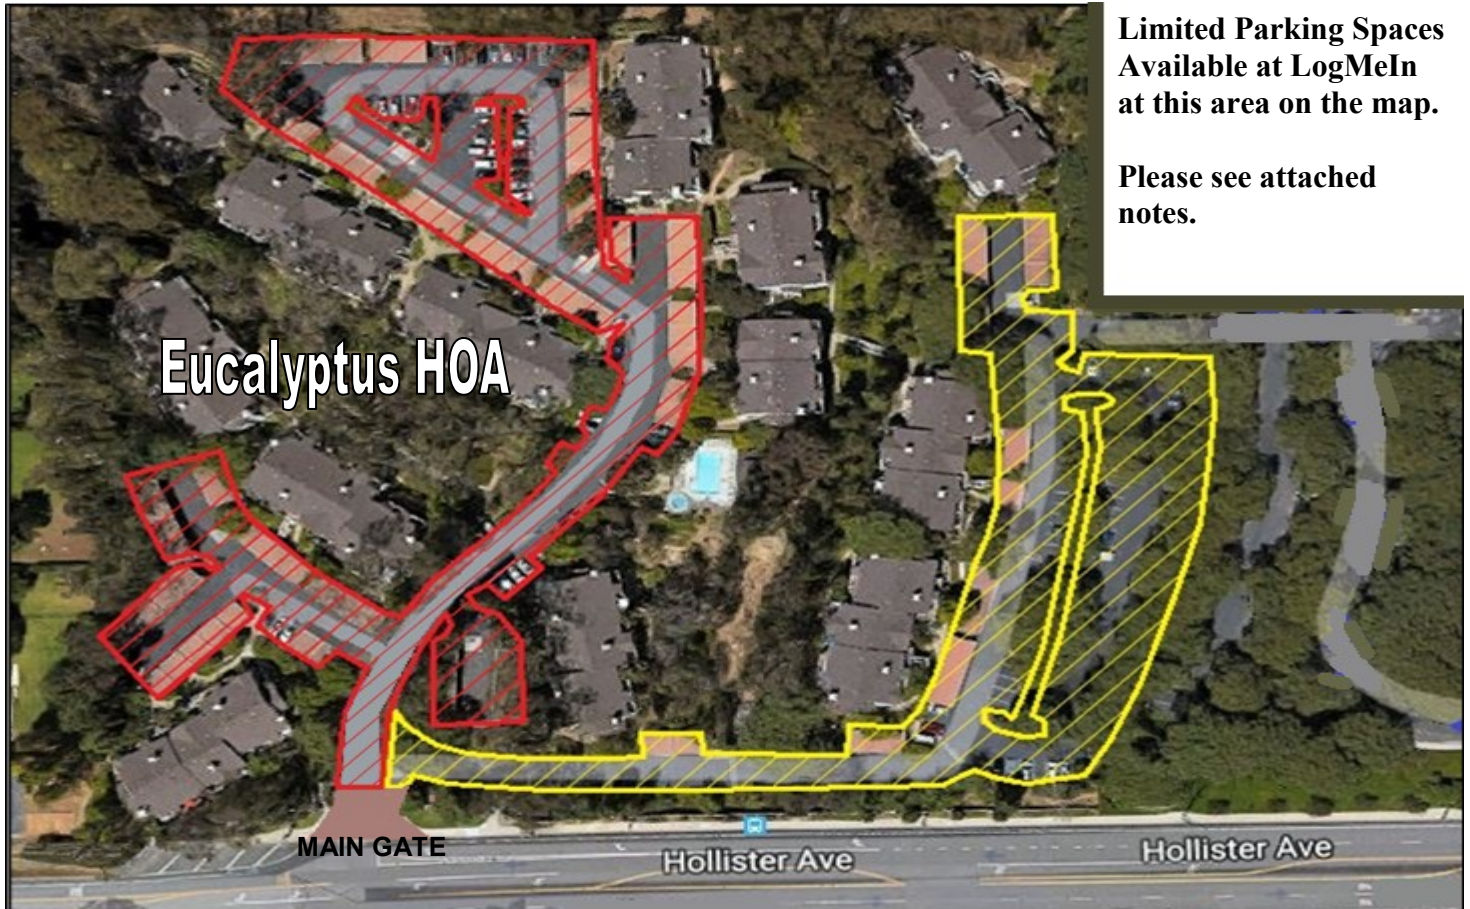 Limited Parking Spaces
Available at LogMeIn
at this area on the map.
Please see attached
notes.
Eucalyptus HOA
MAIN GATE
Hollister Ave
Hollister Ave